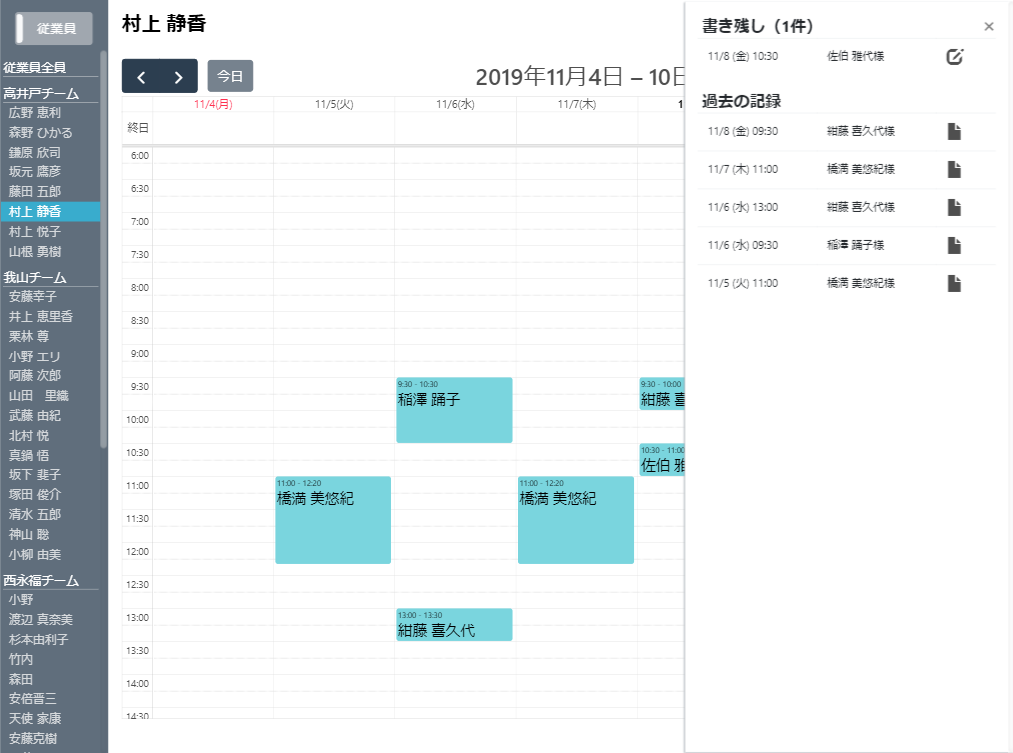 従業員
従業員全員
高井戸チーム
広野 恵利
森野 ひかる
鎌原 欣司
坂元 鷹彦
藤田 五郎
村上 静香
村上 悦子
山根 勇樹
我山チーム
安藤幸子
井上 恵里香
栗林 尊
小野 エリ
阿藤 次郎
山田　里織
武藤 由紀
北村 悦
真鍋 悟
坂下 斐子
塚田 俊介
清水 五郎
神山 聡
小柳 由美
西永福チーム
小野
渡辺 真奈美
杉本由利子
竹内
森田
安倍晋三
天使 家康
安藤克樹
村上 静香
今日
2019年11月4日 – 10日
11/4(月) 11/5(火) 11/6(水) 11/7(木) 1
終日
6:00
6:30
7:00
7:30
8:00
8:30
9:00
9:30
10:00
10:30
11:00
11:30
12:00
12:30
13:00
13:30
14:00
14:30
11:00 - 12:20
橋満 美悠紀
9:30 - 10:30
稲澤 踊子
13:00 - 13:30
紺藤 喜久代
11:00 - 12:20
橋満 美悠紀
9:30 - 10:00
紺藤 喜
10:30 - 11:00
佐伯 雅
書き残し（1件） ×
11/8 (金) 10:30 佐伯 雅代様
過去の記録
11/8 (金) 09:30 紺藤 喜久代様
11/7 (木) 11:00 橋満 美悠紀様
11/6 (水) 13:00 紺藤 喜久代様
11/6 (水) 09:30 稲澤 踊子様
11/5 (火) 11:00 橋満 美悠紀様